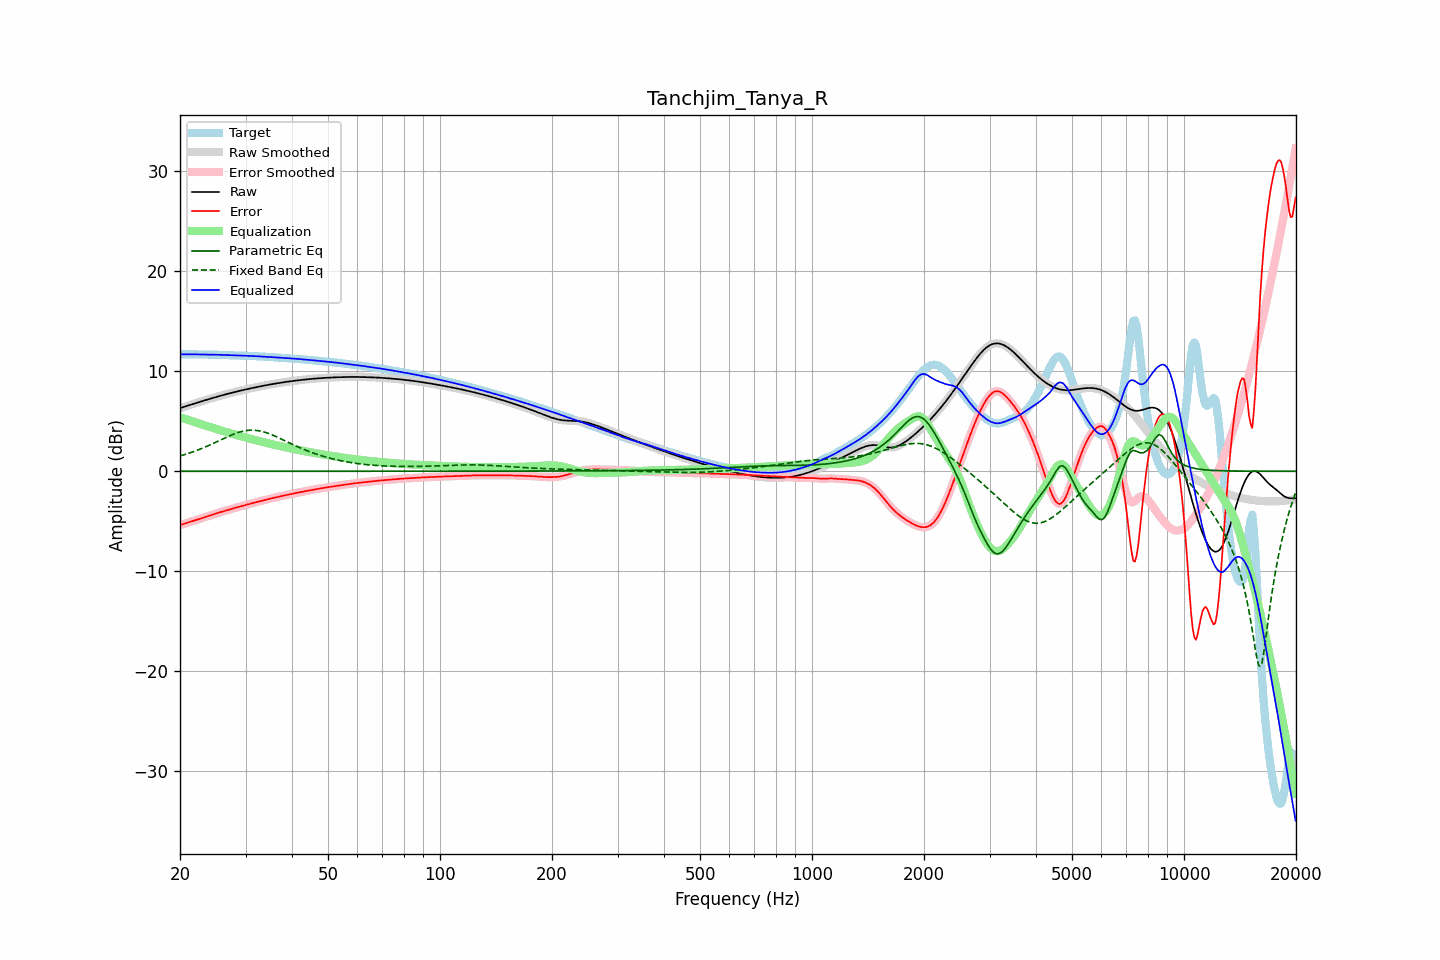 Tanchjim_Tanya_R
Target
Raw Smoothed
Error Smoothed
Raw
Error
Equalization
Parametric Eq
Fixed Band Eq
Equalized
30
20
10
0
−10
−20
−30
Amplitude (dBr)
20
50
100
200
500
1000
2000
5000
10000
20000
Frequency (Hz)